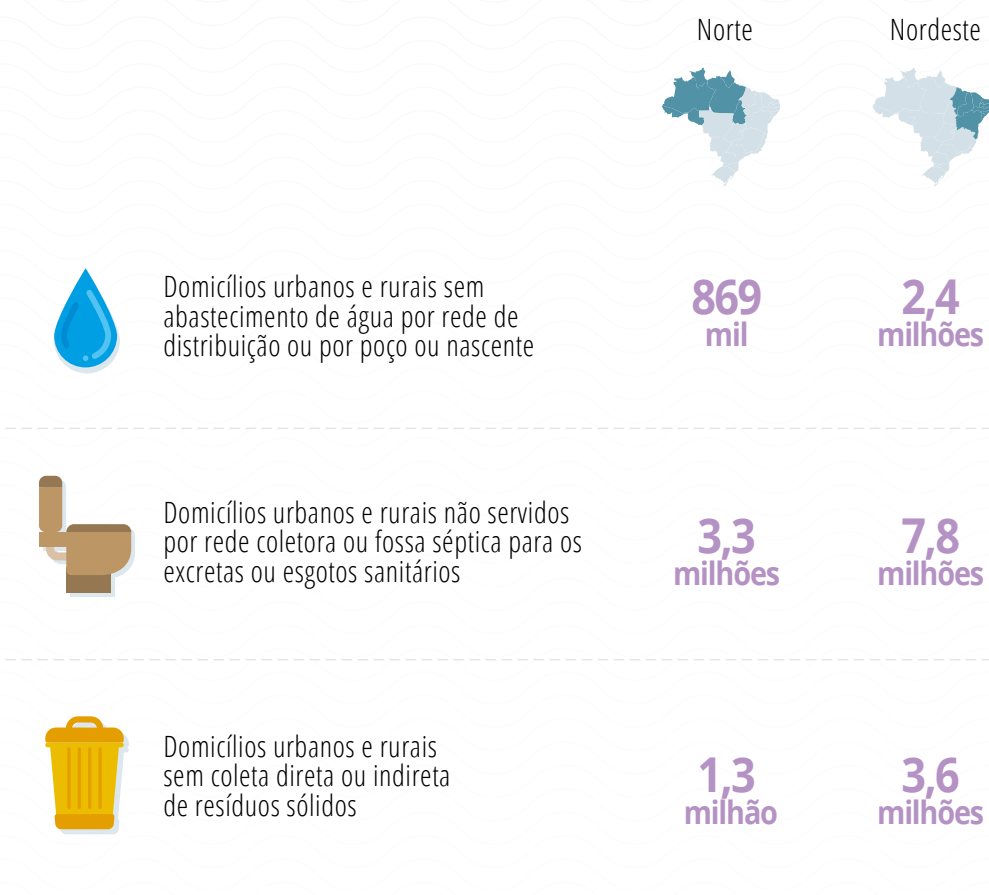 Norte
Nordeste
Domicílios urbanos e rurais sem
abastecimento de água por rede de
distribuição ou por poço ou nascente
869
mil
2,4
milhões
Domicílios urbanos e rurais não servidos
por rede coletora ou fossa séptica para os
excretas ou esgotos sanitários
3,3
milhões
7,8
milhões
Domicílios urbanos e rurais
sem coleta direta ou indireta
de resíduos sólidos
1,3
milhão
3,6
milhões